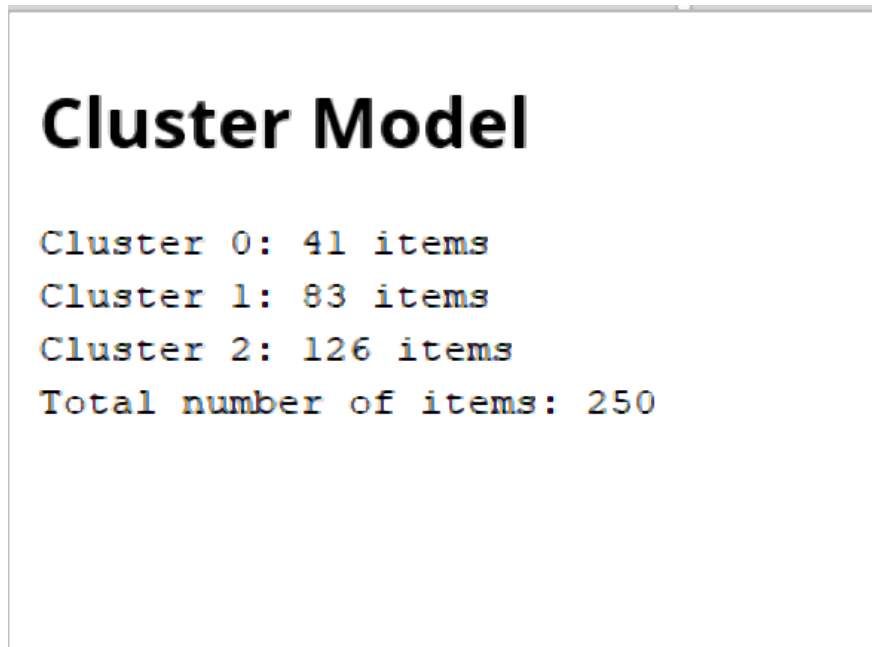 Cluster Model
Cluster 0: 41 items
Cluster 1: 83 items
Cluster 2: 126 items
Total number of items: 250